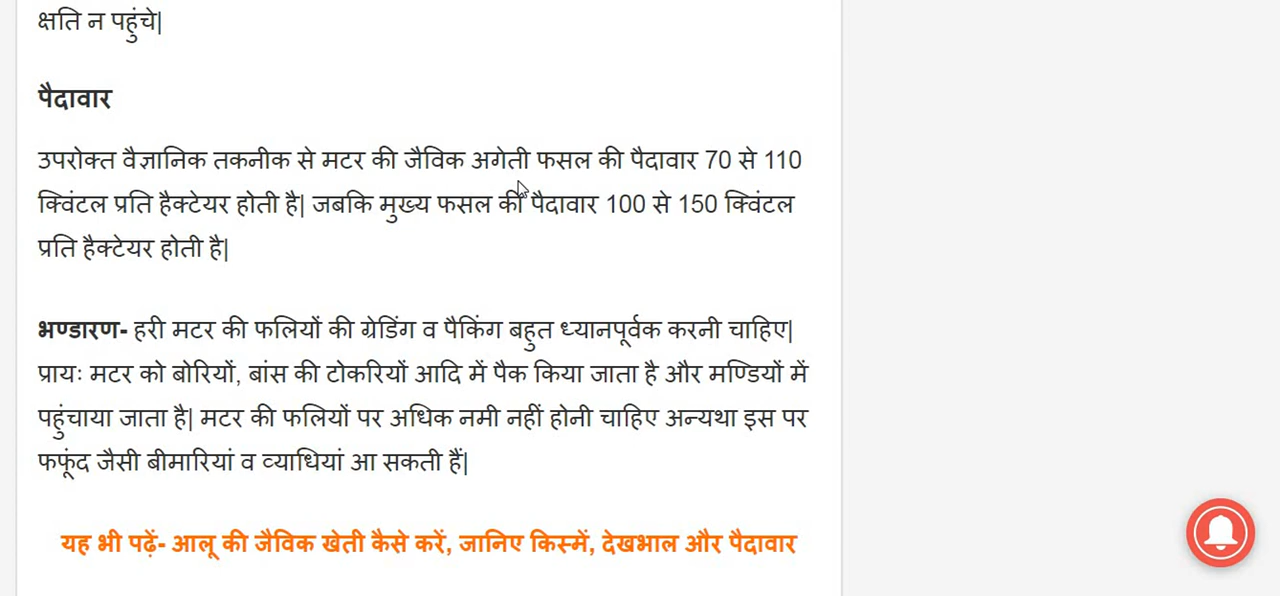 क्षति न पहुंचे|
पैदावार
उपरोक्त वैज्ञानिक तकनीक से मटर की जैविक अगेती फसल की पैदावार 70 से 110
क्विंटल प्रति हैक्टेयर होती है| जबकि मुख्य फसल की पैदावार 100 से 150 क्विंटल
प्रति हैक्टेयर होती है|
भण्डारण- हरी मटर की फलियों की ग्रेडिंग व पैकिंग बहुत ध्यानपूर्वक करनी चाहिए|
प्रायः मटर को बोरियों, बांस की टोकरियों आदि में पैक किया जाता है और मण्डियों में
पहुंचाया जाता है| मटर की फलियों पर अधिक नमी नहीं होनी चाहिए अन्यथा इस पर
फफूंद जैसी बीमारियां व व्याधियां आ सकती हैं|
यह भी पढ़ें- आलू की जैविक खेती कैसे करें, जानिए किस्में, देखभाल और पैदावार